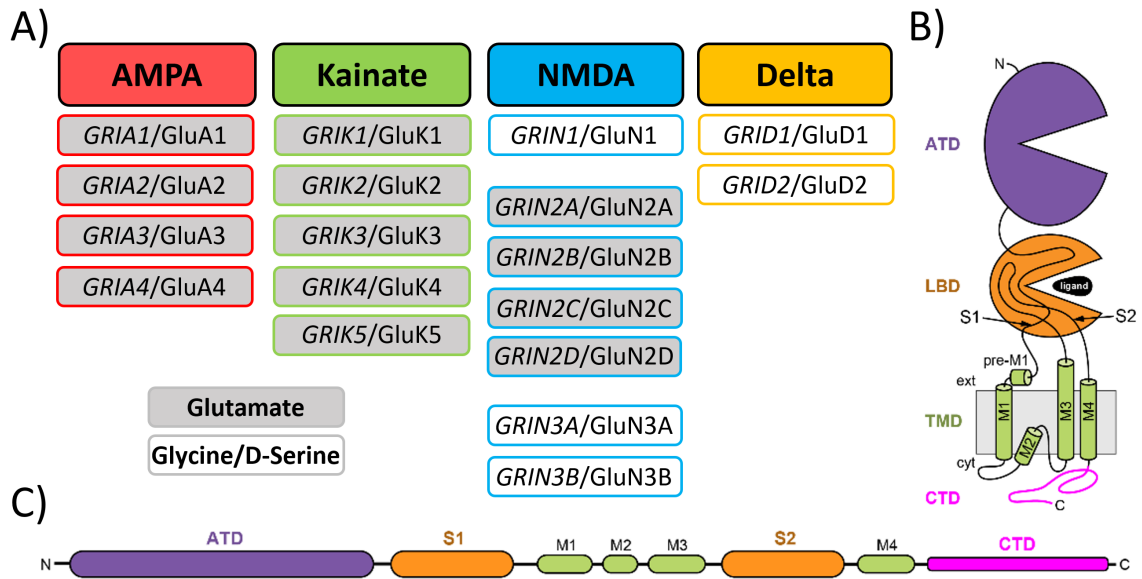 A)
AMPA
Kainate
NMDA
Delta
GRIA1/GluA1
GRIK1/GluK1
GRIN1/GluN1
GRID1/GluD1
GRIA2/GluA2
GRIK2/GluK2
GRID2/GluD2
GRIN2A/GluN2A
GRIA3/GluA3
GRIK3/GluK3
GRIN2B/GluN2B
GRIA4/GluA4
GRIK4/GluK4
GRIN2C/GluN2C
GRIK5/GluK5
GRIN2D/GluN2D
Glutamate
Glycine/D-Serine
GRIN3A/GluN3A
GRIN3B/GluN3B
B)
N
ATD
LBD
ligand
S1
S2
pre-M1
ext
M1
M3
M4
TMD
M2
cyt
CTD
C
C)
N
ATD
S1
M1
M2
M3
S2
M4
CTD
C